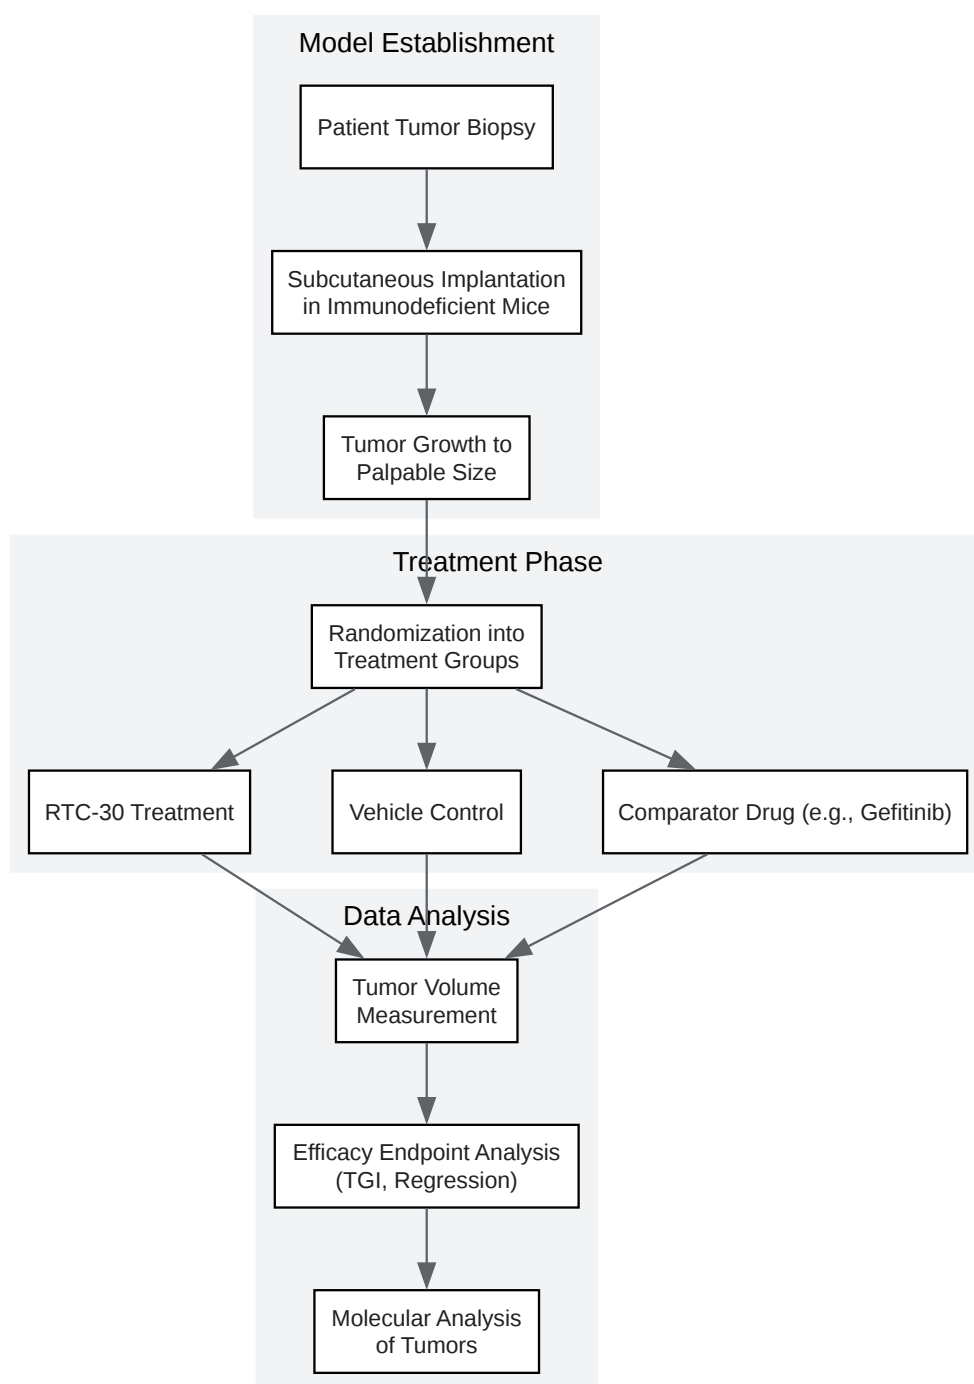 Model Establishment
Patient Tumor Biopsy
Subcutaneous Implantation
in Immunodeficient Mice
Tumor Growth to
Palpable Size
Treatment Phase
Randomization into
Treatment Groups
RTC-30 Treatment
Vehicle Control
Comparator Drug (e.g., Gefitinib)
Data Analysis
Tumor Volume
Measurement
Efficacy Endpoint Analysis
(TGI, Regression)
Molecular Analysis
of Tumors